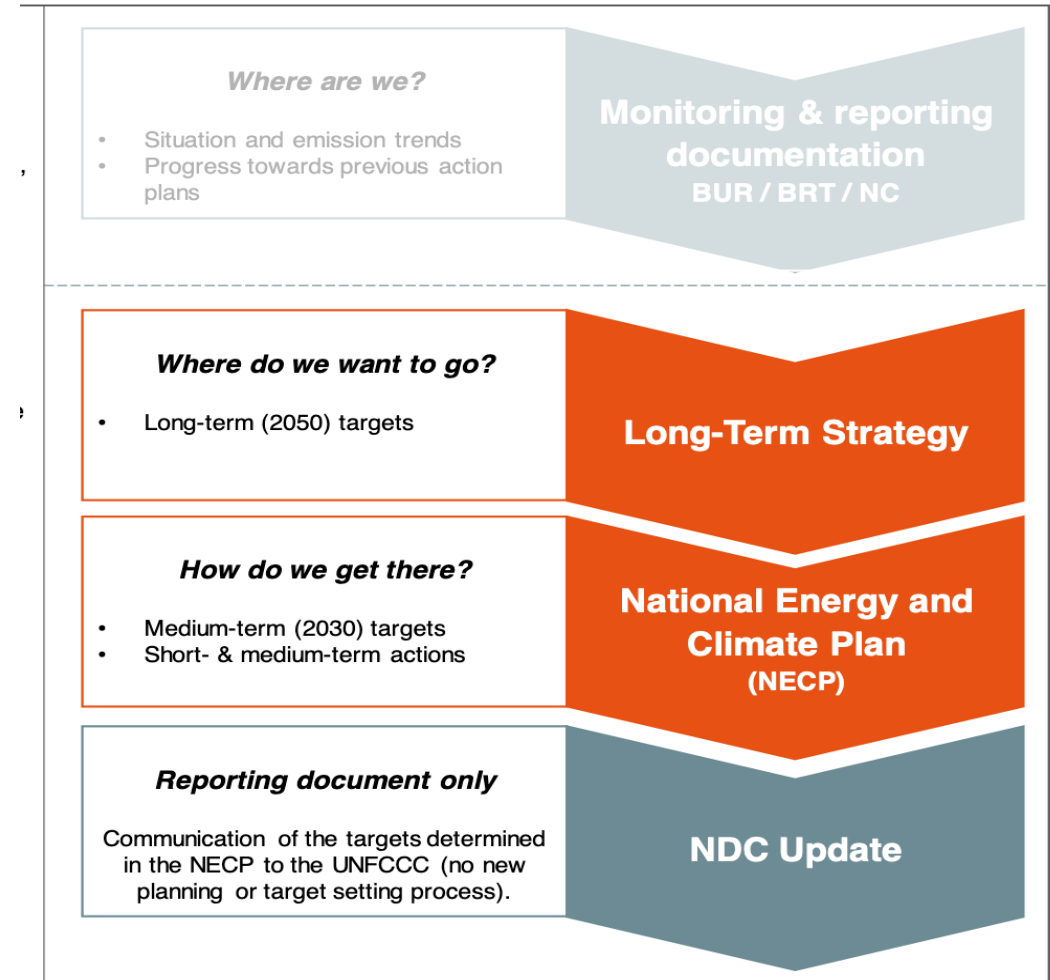 Where are we?
• Situation and emission trends
• Progress towards previous action
plans
Monitoring & reporting
documentation
BUR / BRT / NC
,
Where do we want to go?
• Long-term (2050) targets
Long-Term Strategy
How do we get there?
• Medium-term (2030) targets
• Short- & medium-term actions
National Energy and
Climate Plan
(NECP)
Reporting document only
Communication of the targets determined
in the NECP to the UNFCCC (no new
planning or target setting process).
NDC Update